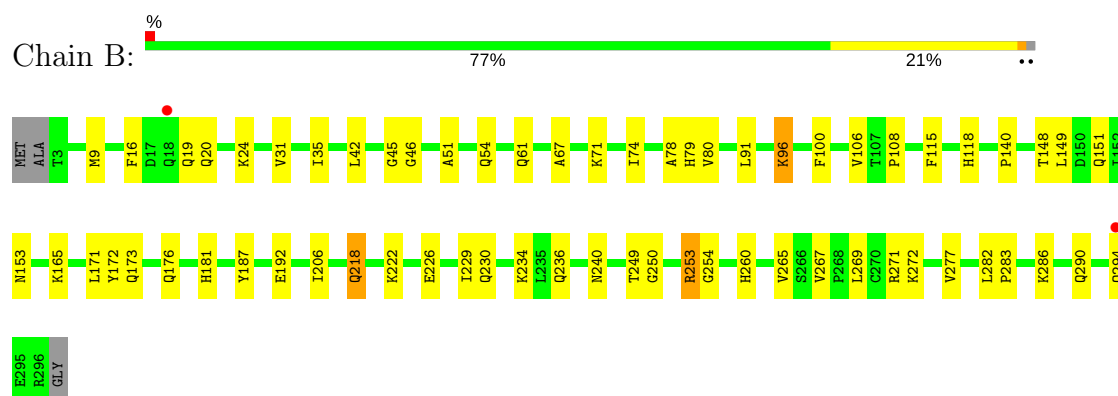 %
Chain B:
77% 21% ••
MET ALA T3 M9 F16 D17 Q18 Q19 Q20 K24 V31 I35 L42 G45 G46 A51 Q54 Q61 A67 K71 I74 A78 H79 V80 L91 K96 F100 V106 T107 P108 F115 H118 P140 T148 L149 D150 Q151 I152
N153 K165 L171 Y172 Q173 Q176 H181 Y187 E192 I206 Q218 K222 E226 I229 Q230 K234 L235 Q236 N240 T249 G250 R253 G254 H260 V265 S266 V267 P268 L269 C270 R271 K272 V277 L282 P283 K286 Q290
E295 R296 GLY